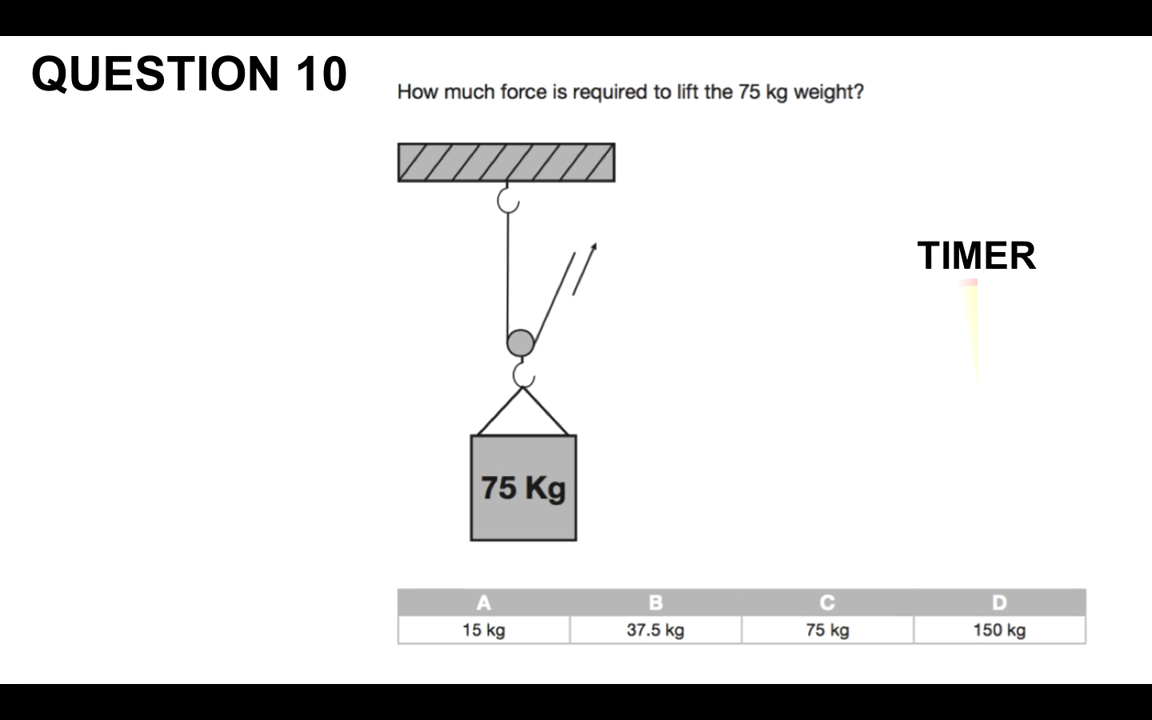 QUESTION 10
How much force is required to lift the 75 kg weight?
TIMER
75 Kg
A B C D
15 kg 37.5 kg 75 kg 150 kg